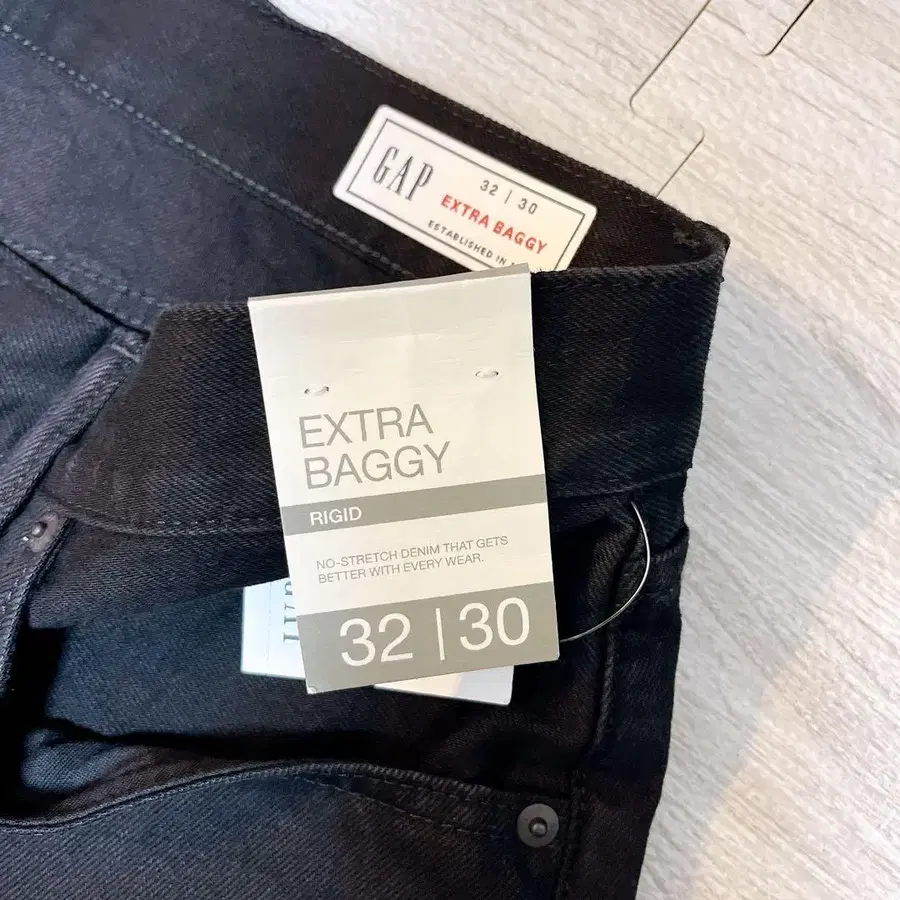 GAP
32 | 30
EXTRA BAGGY
ESTABLISHED IN
EXTRA
BAGGY
RIGID
NO-STRETCH DENIM THAT GETS
BETTER WITH EVERY WEAR.
32 | 30